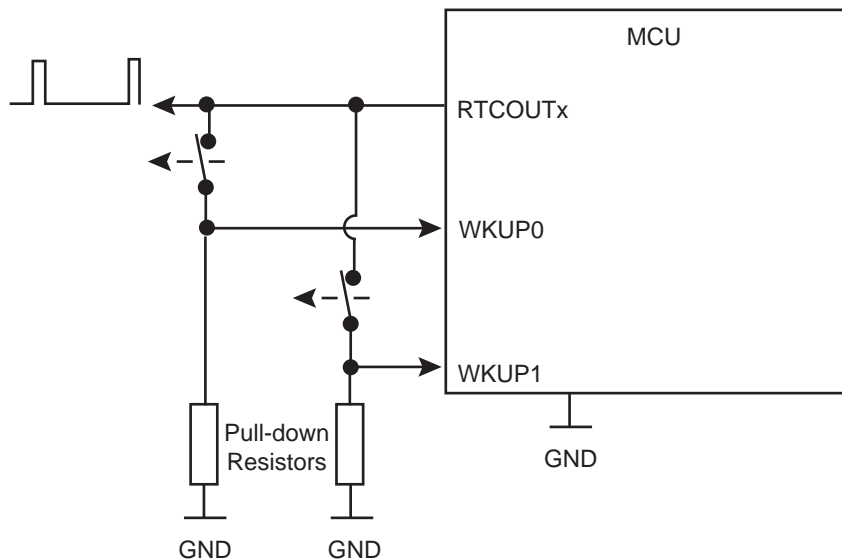 MCU
RTCOUTx
WKUP0
WKUP1
Pull-down
Resistors
GND
GND
GND